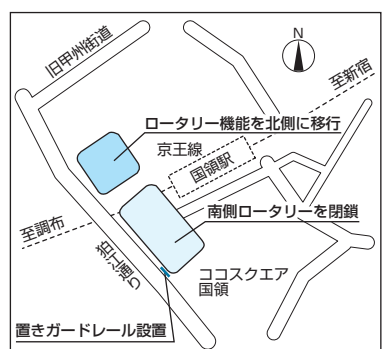 旧甲州街道
N
至新宿
ロータリー機能を北側に移行
京王線
国領駅
南側ロータリーを閉鎖
至調布
狛江通り
ココスクエア
国領
置きガードレール設置